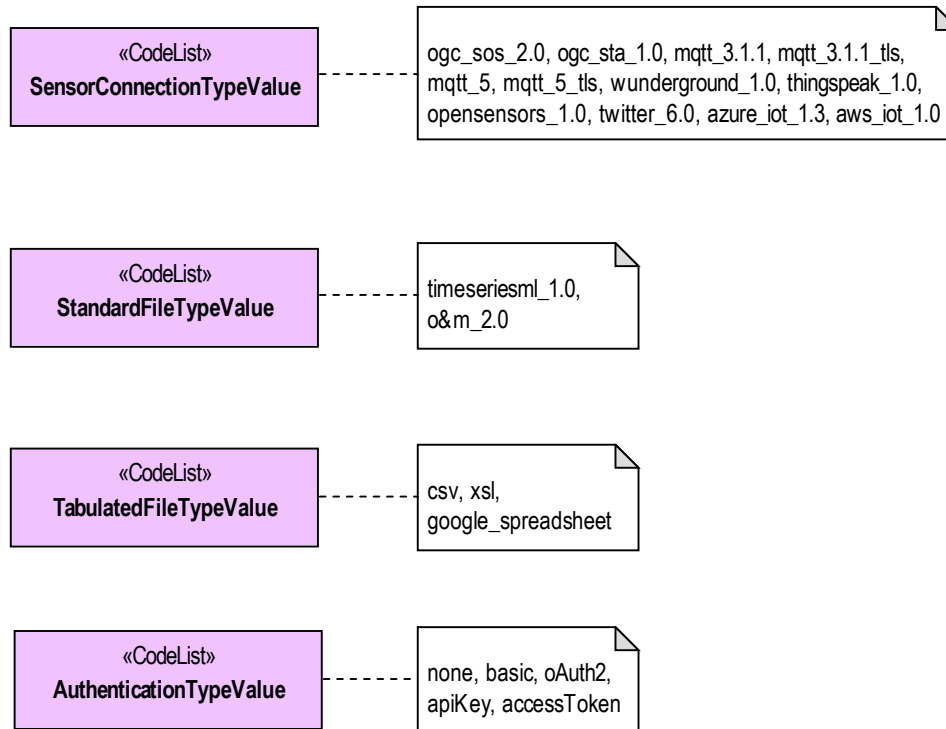 «CodeList»
SensorConnectionTypeValue
ogc_sos_2.0, ogc_sta_1.0, mqtt_3.1.1, mqtt_3.1.1_tls,
mqtt_5, mqtt_5_tls, wunderground_1.0, thingspeak_1.0,
opensensors_1.0, twitter_6.0, azure_iot_1.3, aws_iot_1.0
«CodeList»
StandardFileTypeValue
timeseriesml_1.0,
o&m_2.0
«CodeList»
TabulatedFileTypeValue
csv, xsl,
google_spreadsheet
«CodeList»
AuthenticationTypeValue
none, basic, oAuth2,
apiKey, accessToken